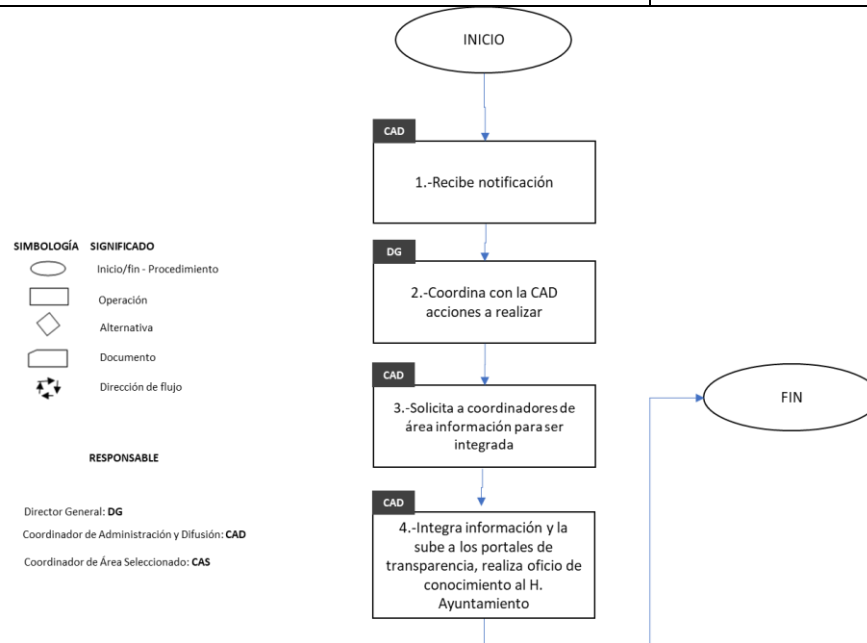 INICIO
CAD
1.-Recibe notificación
DG
2.-Coordina con la CAD
acciones a realizar
CAD
3.-Solicita a coordinadores de
área información para ser
integrada
CAD
4.-Integra información y la
sube a los portales de
transparencia, realiza oficio de
conocimiento al H.
Ayuntamiento
FIN
SIMBOLOGÍA SIGNIFICADO
Inicio/fin - Procedimiento
Operación
Alternativa
Documento
Dirección de flujo
RESPONSABLE
Director General: DG
Coordinador de Administración y Difusión: CAD
Coordinador de Área Seleccionado: CAS